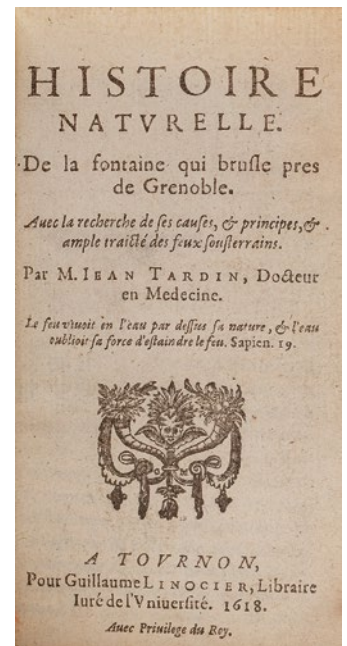 HISTOIRE
NATVRELLE.
De la fontaine qui bruſle pres
de Grenoble.
Auec la recherche de ſes cauſes, & principes, &
ample traicté des feux ſouſterrains.
Par M. IEAN TARDIN, Docteur
en Medecine.
Le feu viuoit en l'eau par deſſus ſa nature, & l'eau
oublioit ſa force d'eſtaindre le feu. Sapien. 19.
A TOVRNON,
Pour Guillaume LINOCIER, Libraire
Iuré de l'Vniuerſité. 1618.
Auec Priuilege du Roy.